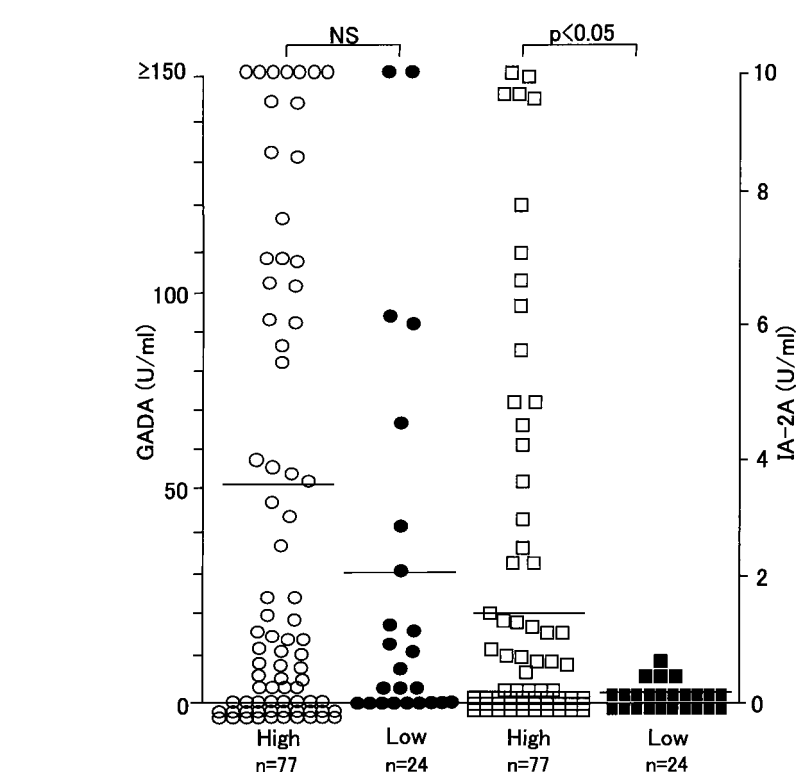 NS
p<0.05
≥150
100
50
0
GADA (U/ml)
10
8
6
4
2
0
IA-2A (U/ml)
High Low High Low
n=77 n=24 n=77 n=24